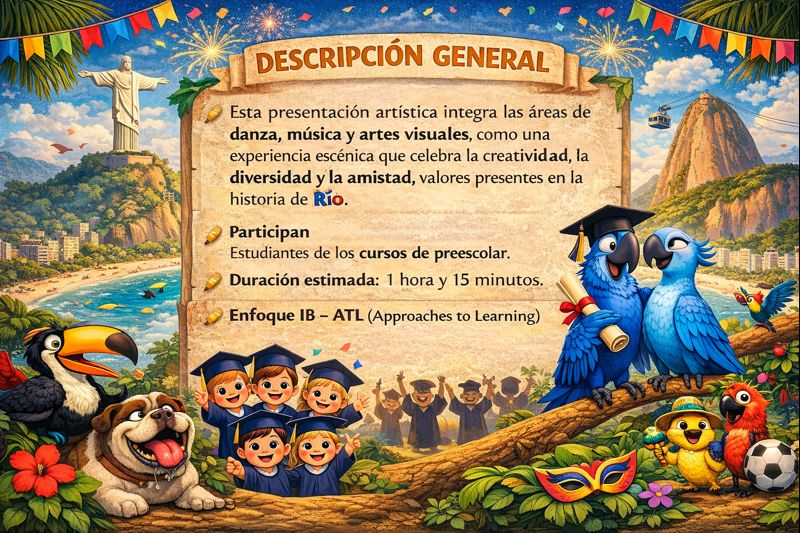 DESCRIPCIÓN GENERAL
Esta presentación artística integra las áreas de
danza, música y artes visuales, como una
experiencia escénica que celebra la creatividad, la
diversidad y la amistad, valores presentes en la
historia de Río.
Participan
Estudiantes de los cursos de preescolar.
Duración estimada: 1 hora y 15 minutos.
Enfoque IB – ATL (Approaches to Learning)